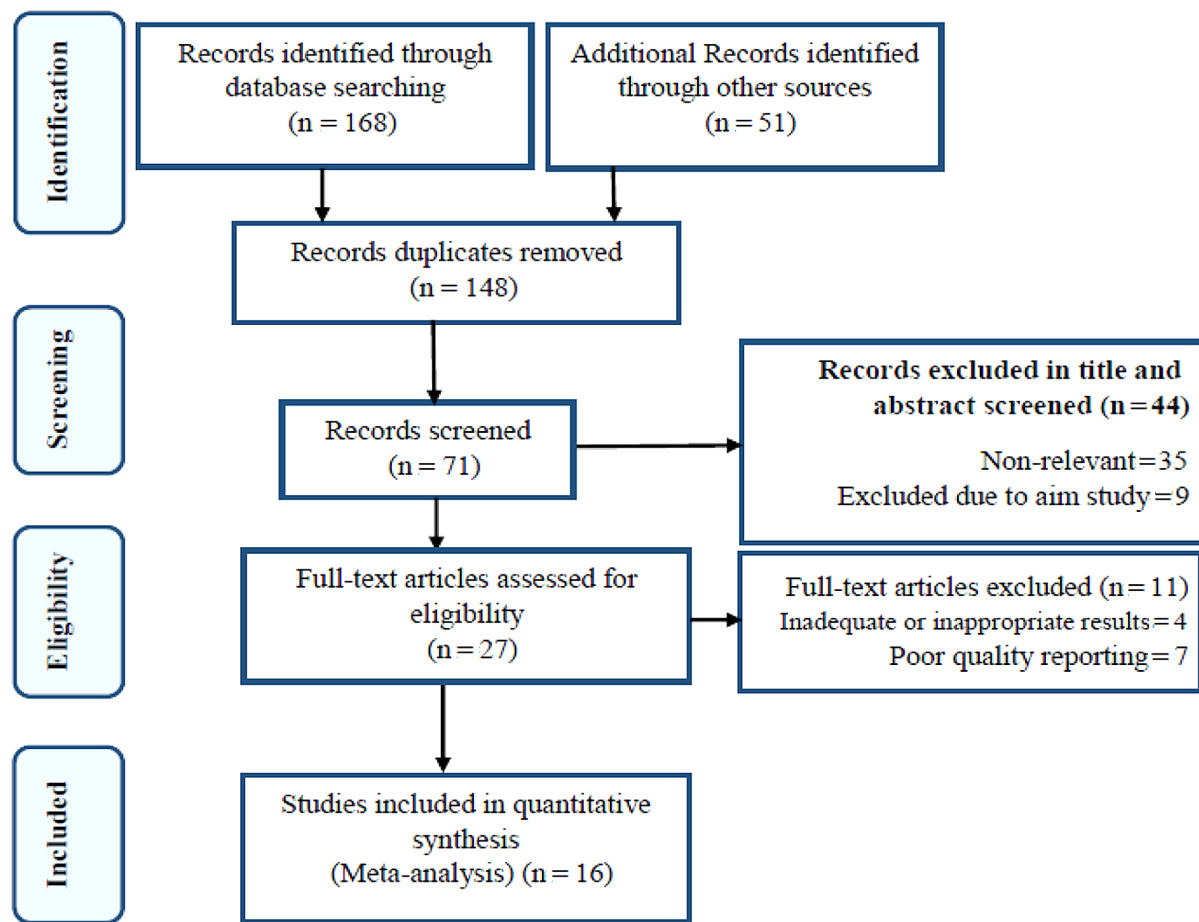 Identification
Records identified through
database searching
(n = 168)
Additional Records identified
through other sources
(n = 51)
Records duplicates removed
(n = 148)
Screening
Records screened
(n = 71)
Records excluded in title and
abstract screened (n = 44)
Non-relevant=35
Excluded due to aim study=9
Eligibility
Full-text articles assessed for
eligibility
(n = 27)
Full-text articles excluded (n = 11)
Inadequate or inappropriate results=4
Poor quality reporting=7
Included
Studies included in quantitative
synthesis
(Meta-analysis) (n = 16)